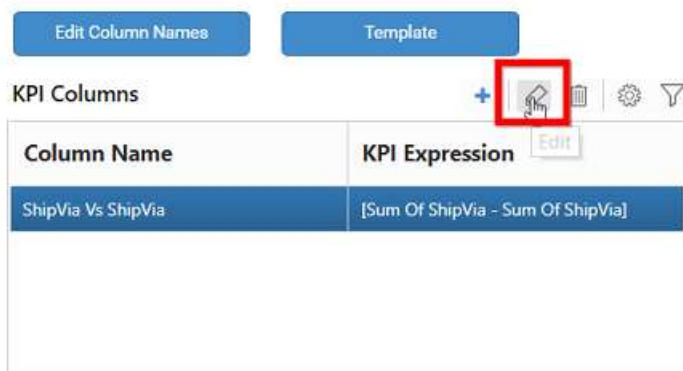 Edit Column Names
Template
KPI Columns
Edit
Column Name
KPI Expression
ShipVia Vs ShipVia
[Sum Of ShipVia - Sum Of ShipVia]